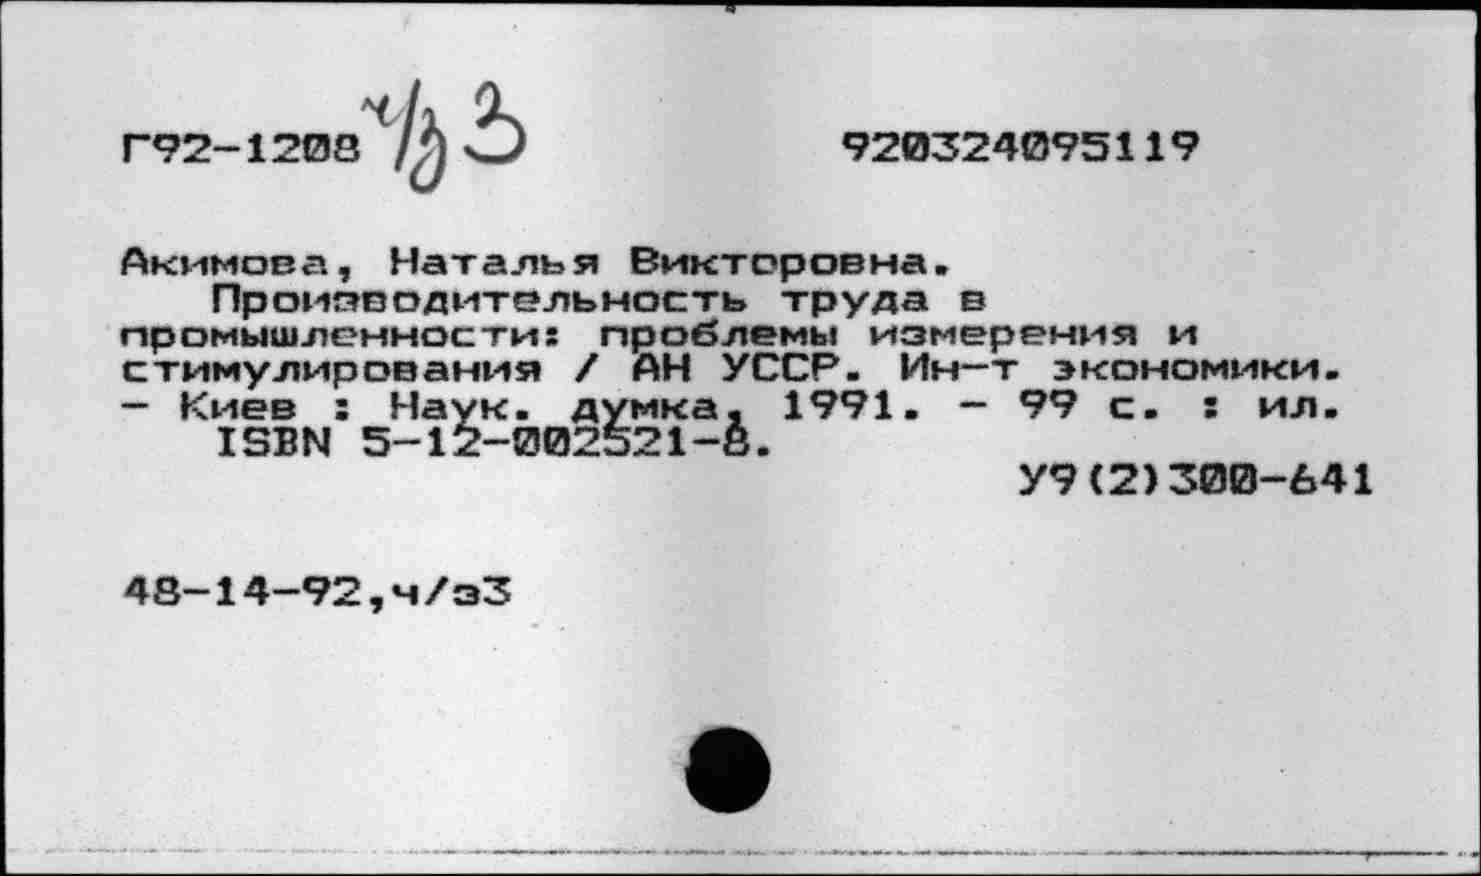 Г92-1208 ч/з 3 920324095119
Акимова, Наталья Викторовна.
Производительность труда в
промышленности: проблемы измерения и
стимулирования / АН УССР. Ин-т экономики.
- Киев : Наук. думка, 1991. - 99 с. : ил.
ISBN 5-12-002521-8.
У9(2)300-641
48-14-92,ч/з3